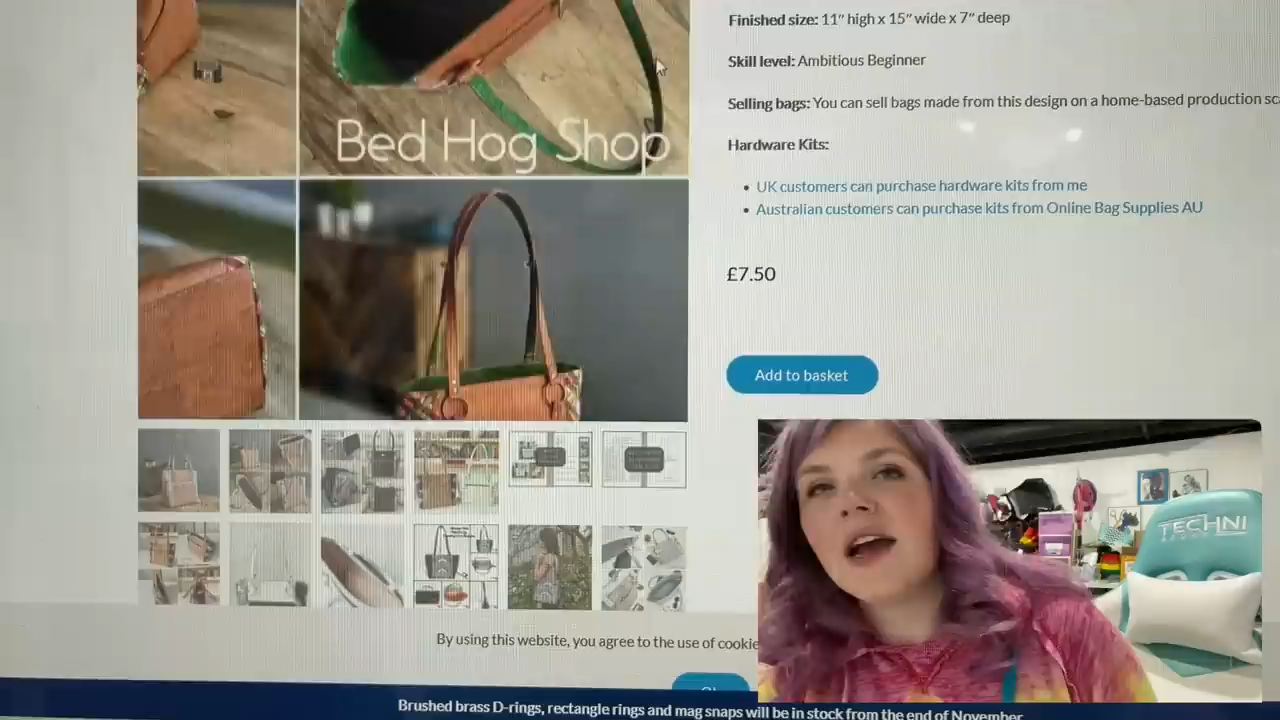 Finished size: 11″ high x 15″ wide x 7″ deep
Skill level: Ambitious Beginner
Selling bags: You can sell bags made from this design on a home-based production
Bed Hog Shop
Hardware Kits:
UK customers can purchase hardware kits from me
Australian customers can purchase kits from Online Bag Supplies AU
£7.50
Add to basket
TECHNI
By using this website, you agree to the use of
Brushed brass D-rings, rectangle rings and mag snaps will be in stock from the end of November